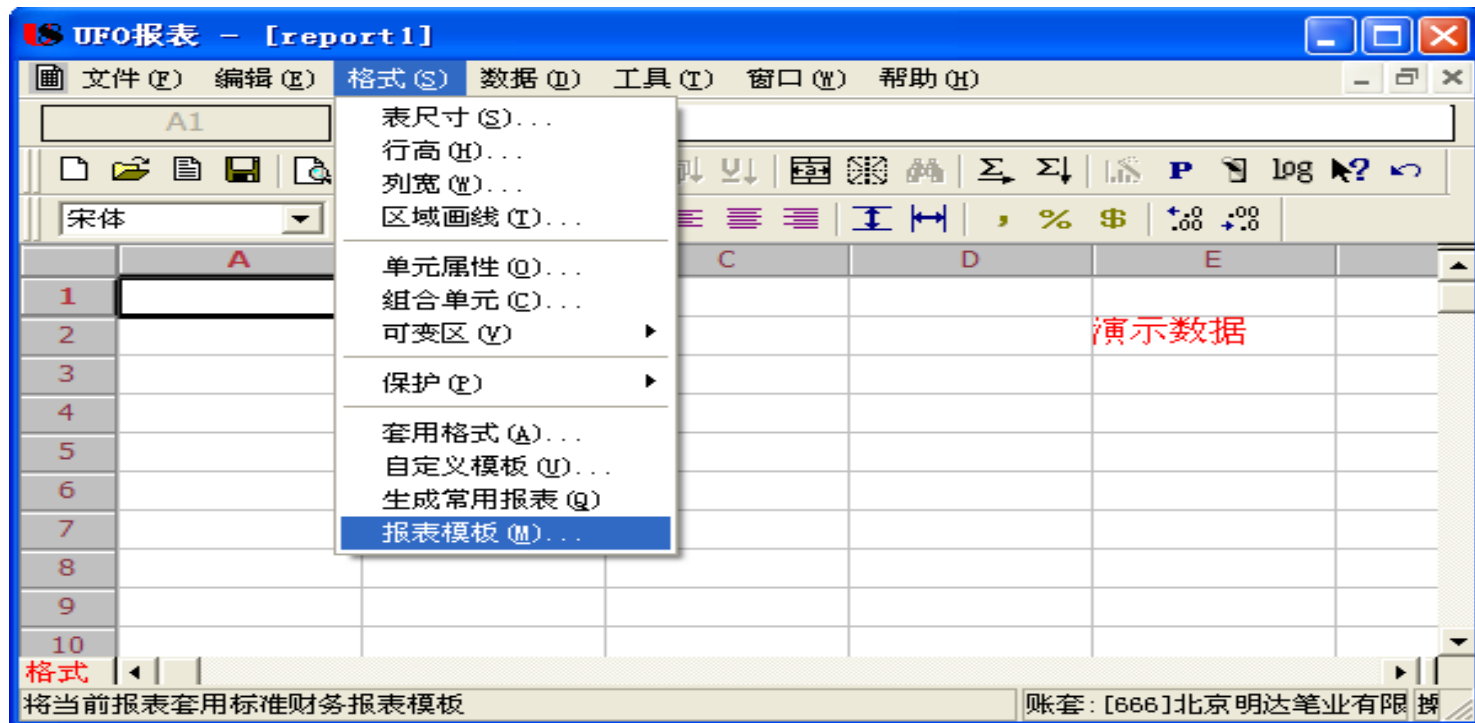 UFO报表 - [report1]
文件(F) 编辑(E) 格式(S) 数据(D) 工具(T) 窗口(W) 帮助(H)
A1
表尺寸(S)...
行高(H)...
列宽(W)...
区域画线(T)...
单元属性(O)...
组合单元(C)...
可变区(V)
保护(P)
套用格式(A)...
自定义模板(U)...
生成常用报表(Q)
报表模板(M)...
log
宋体
A C D E
1
2 演示数据
3
4
5
6
7
8
9
10
格式
将当前报表套用标准财务报表模板 账套:[666]北京明达笔业有限